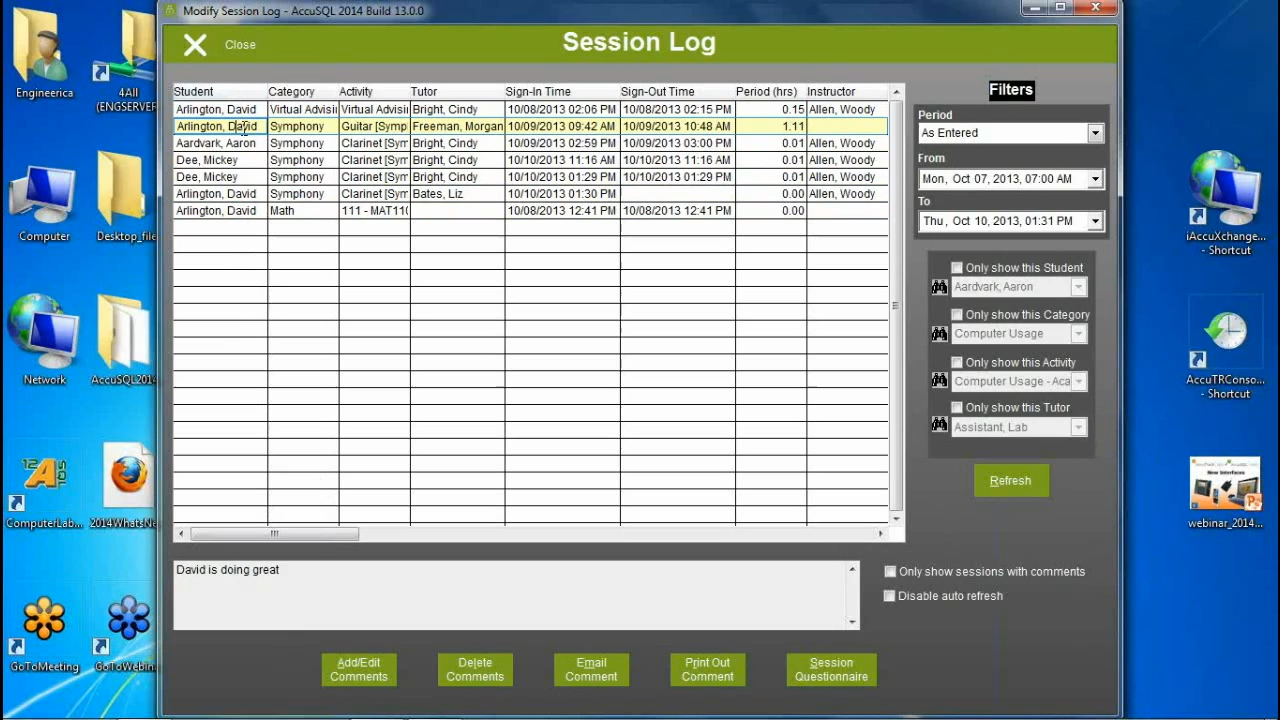 Modify Session Log - AccuSQL 2014 Build 13.0.0
Close
Session Log
Student Category Activity Tutor Sign-In Time Sign-Out Time Period (hrs) Instructor
Arlington, David Virtual Advisi Virtual Advisi Bright, Cindy 10/08/2013 02:06 PM 10/08/2013 02:15 PM 0.15 Allen, Woody
Arlington, David Symphony Guitar [Symp Freeman, Morgan 10/09/2013 09:42 AM 10/09/2013 10:48 AM 1.11
Aardvark, Aaron Symphony Clarinet [Sym Bright, Cindy 10/09/2013 02:59 PM 10/09/2013 03:00 PM 0.01 Allen, Woody
Dee, Mickey Symphony Clarinet [Sym Bright, Cindy 10/10/2013 11:16 AM 10/10/2013 11:16 AM 0.01 Allen, Woody
Dee, Mickey Symphony Clarinet [Sym Bright, Cindy 10/10/2013 01:29 PM 10/10/2013 01:29 PM 0.01 Allen, Woody
Arlington, David Symphony Clarinet [Sym Bates, Liz 10/10/2013 01:30 PM 0.00 Allen, Woody
Arlington, David Math 111 - MAT11( 10/08/2013 12:41 PM 10/08/2013 12:41 PM 0.00
Filters
Period
As Entered
From
Mon, Oct 07, 2013, 07:00 AM
To
Thu, Oct 10, 2013, 01:31 PM
Only show this Student
Aardvark, Aaron
Only show this Category
Computer Usage
Only show this Activity
Computer Usage - Aca
Only show this Tutor
Assistant, Lab
Refresh
David is doing great
Only show sessions with comments
Disable auto refresh
Add/Edit Comments
Delete Comments
Email Comment
Print Out Comment
Session Questionnaire
Engineerica
4All
(ENGSERVER
Computer
Desktop_file
Network
AccuSQL2014
ComputerLab...
2014WhatsNe
GoToMeeting
GoToWebin
iAccuXchange...
- Shortcut
AccuTRConso...
- Shortcut
New Interfaces
webinar_2014...